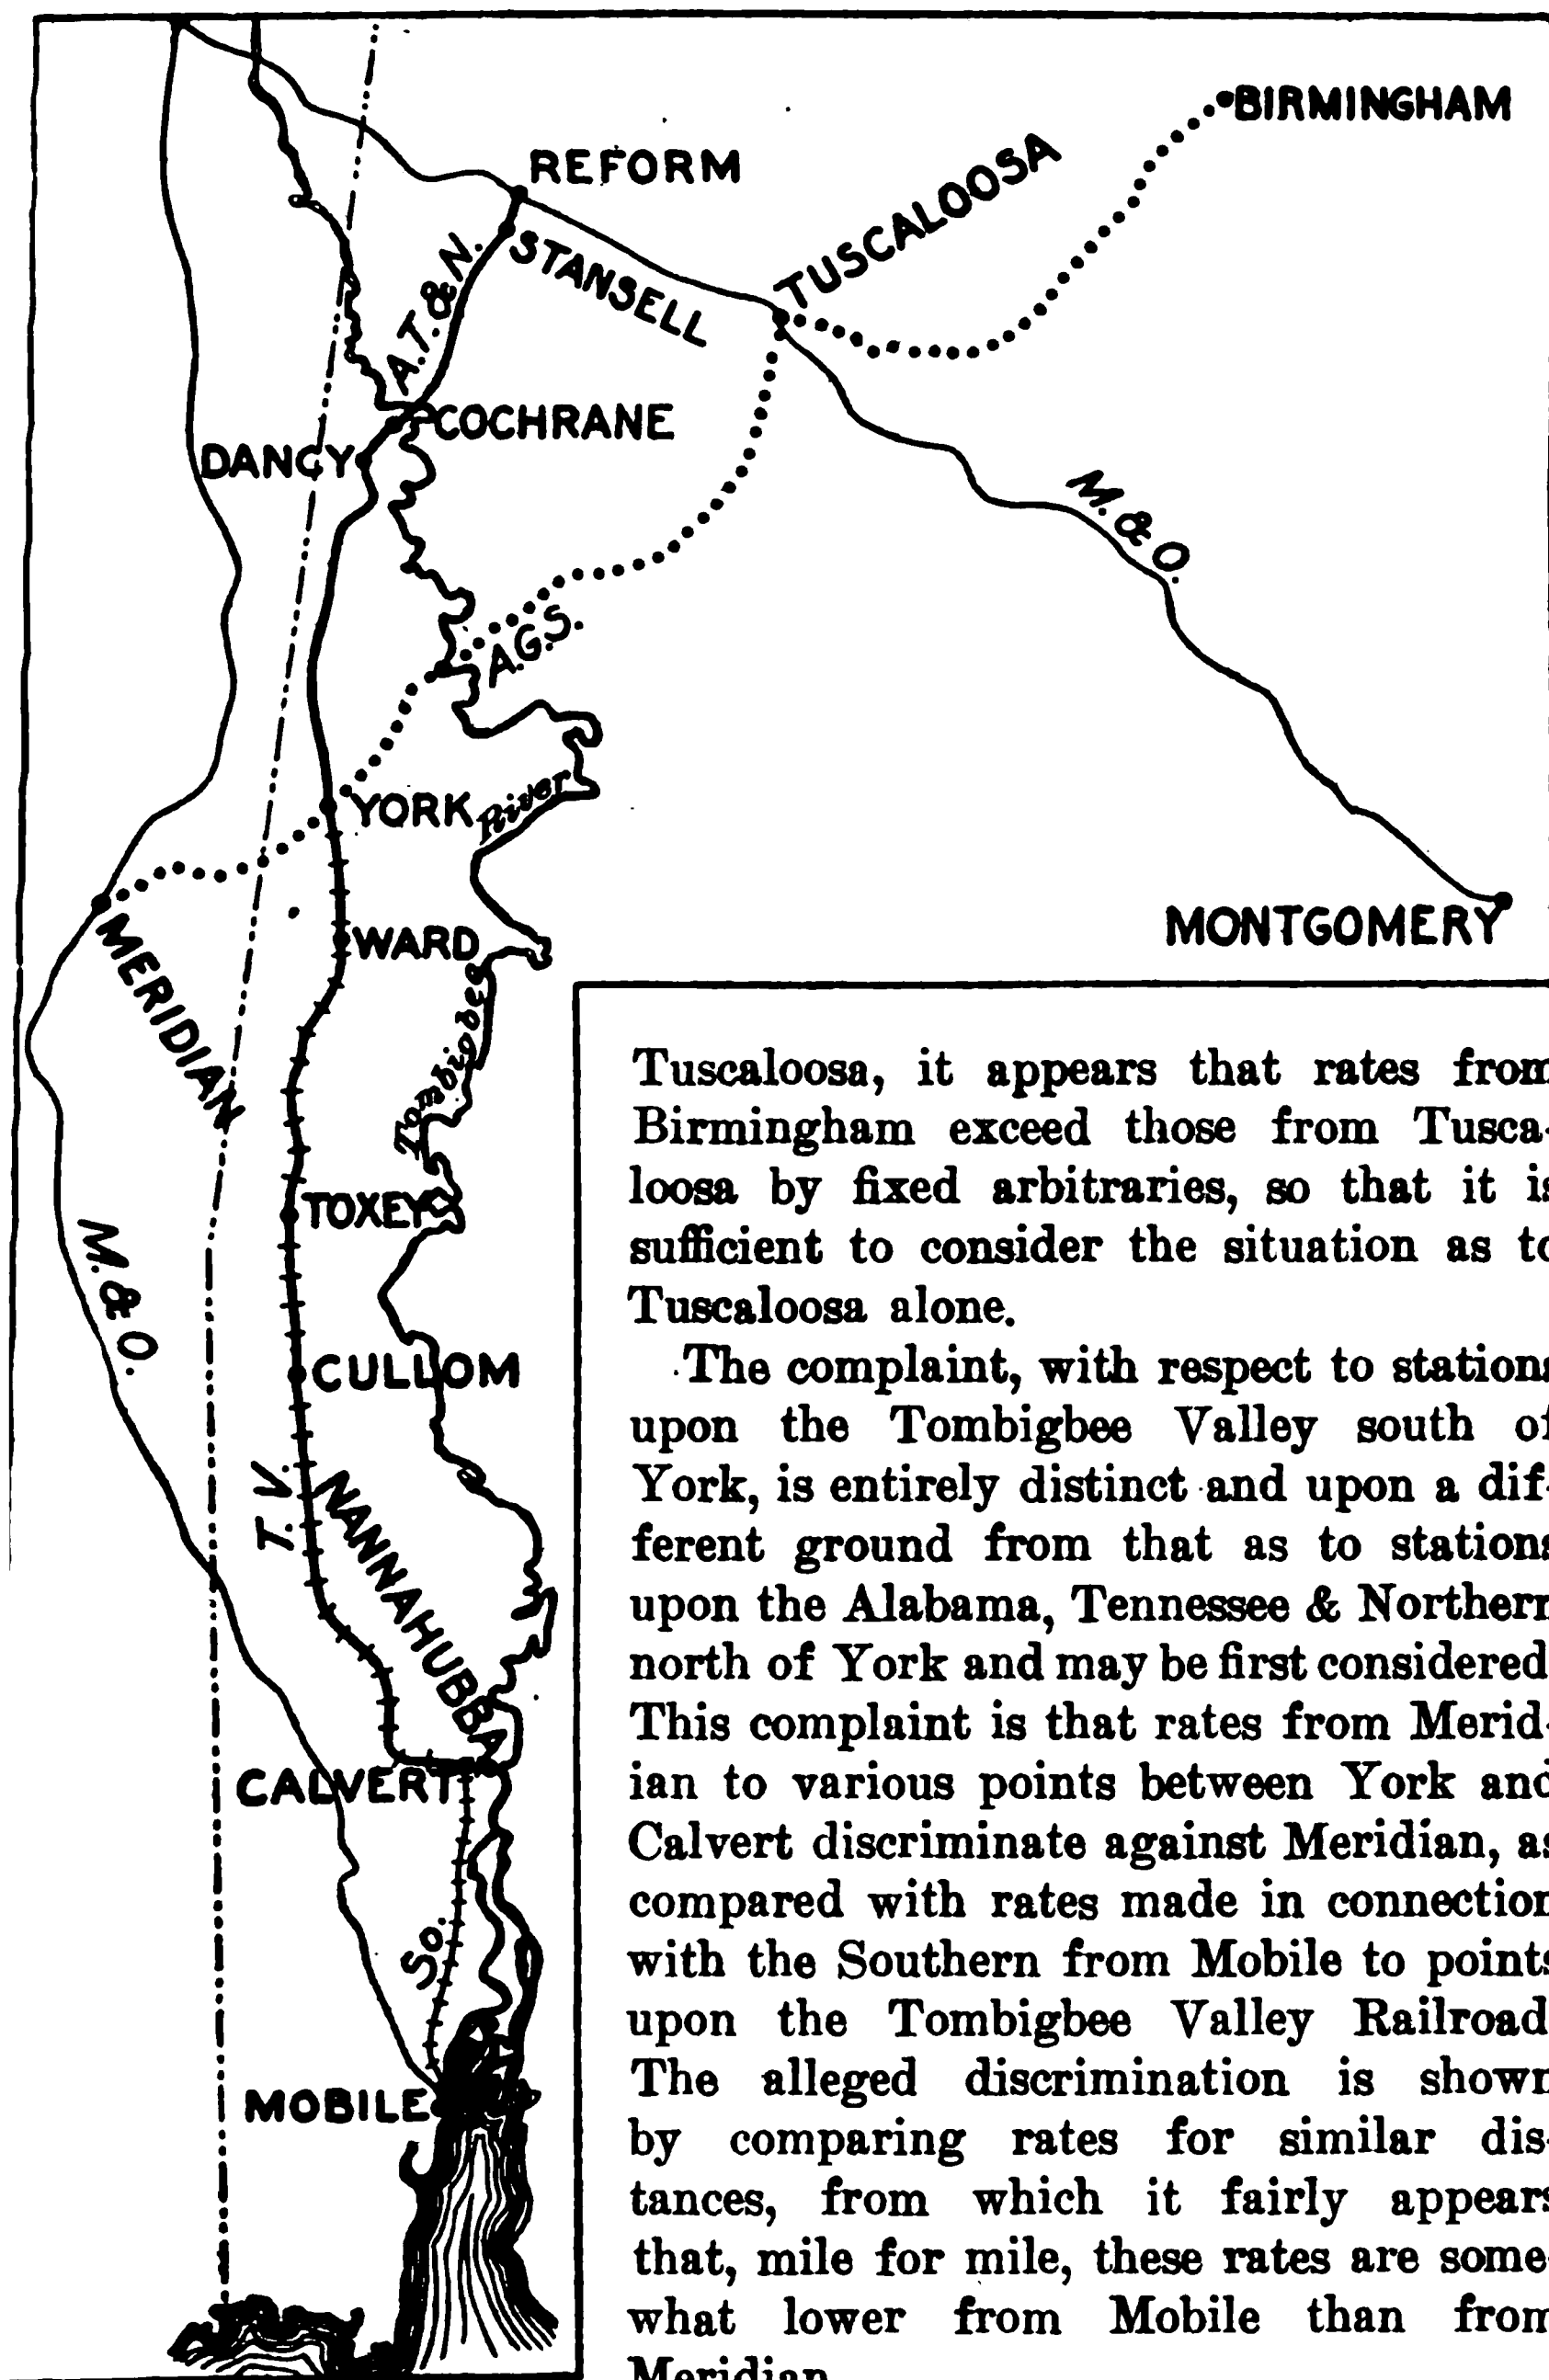 BIRMINGHAM
REFORM
TUSCALOOSA
STANSELL
A.T.&N.
COCHRANE
DANCY
M.&O.
A.G.S.
YORK
River
MERIDIAN
WARD
MONTGOMERY
Tombigbee
TOXEY
M.&O.
CULLOM
T.V.
NANNAHUBBA
CALVERT
So.
MOBILE
Tuscaloosa, it appears that rates from
Birmingham exceed those from Tusca-
loosa by fixed arbitraries, so that it is
sufficient to consider the situation as to
Tuscaloosa alone.
The complaint, with respect to stations
upon the Tombigbee Valley south of
York, is entirely distinct and upon a dif-
ferent ground from that as to stations
upon the Alabama, Tennessee & Northern
north of York and may be first considered
This complaint is that rates from Merid-
ian to various points between York and
Calvert discriminate against Meridian, as
compared with rates made in connection
with the Southern from Mobile to points
upon the Tombigbee Valley Railroad
The alleged discrimination is shown
by comparing rates for similar dis-
tances, from which it fairly appears
that, mile for mile, these rates are some-
what lower from Mobile than from
Meridian